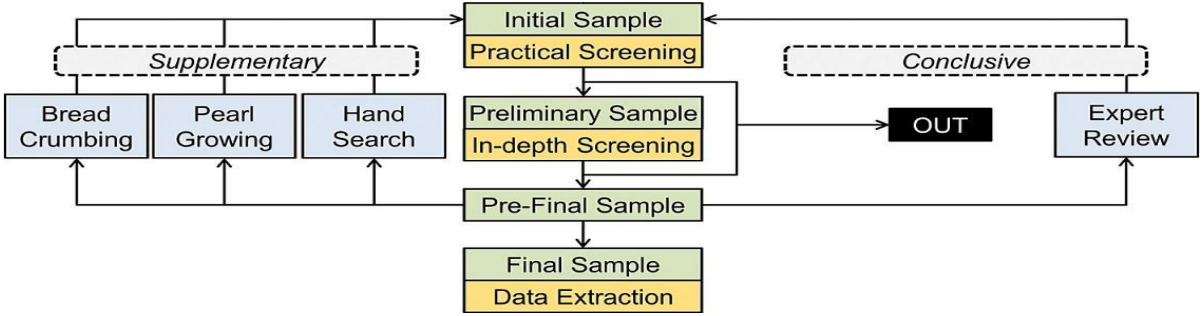 Initial Sample
Practical Screening
Supplementary
Conclusive
Bread
Crumbing
Pearl
Growing
Hand
Search
Preliminary Sample
In-depth Screening
OUT
Expert
Review
Pre-Final Sample
Final Sample
Data Extraction